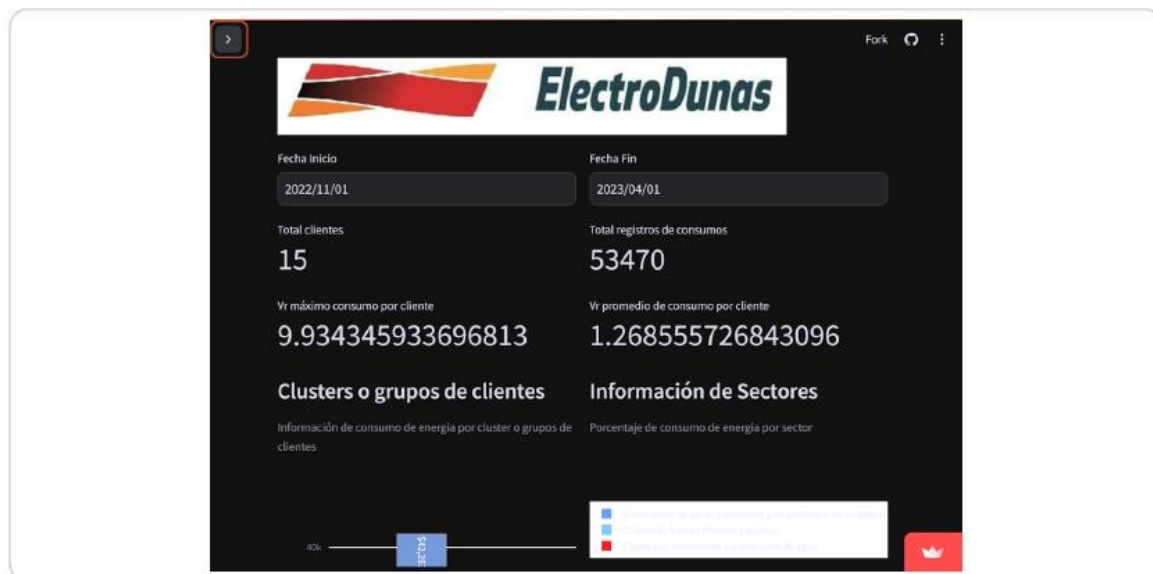 Fork
ElectroDunas
Fecha Inicio
Fecha Fin
2022/11/01
2023/04/01
Total clientes
Total registros de consumos
15
53470
Vr máximo consumo por cliente
Vr promedio de consumo por cliente
9.934345933696813
1.268555726843096
Clusters o grupos de clientes
Información de Sectores
Información de consumo de energía por cluster o grupos de
clientes
Porcentaje de consumo de energía por sector
40k